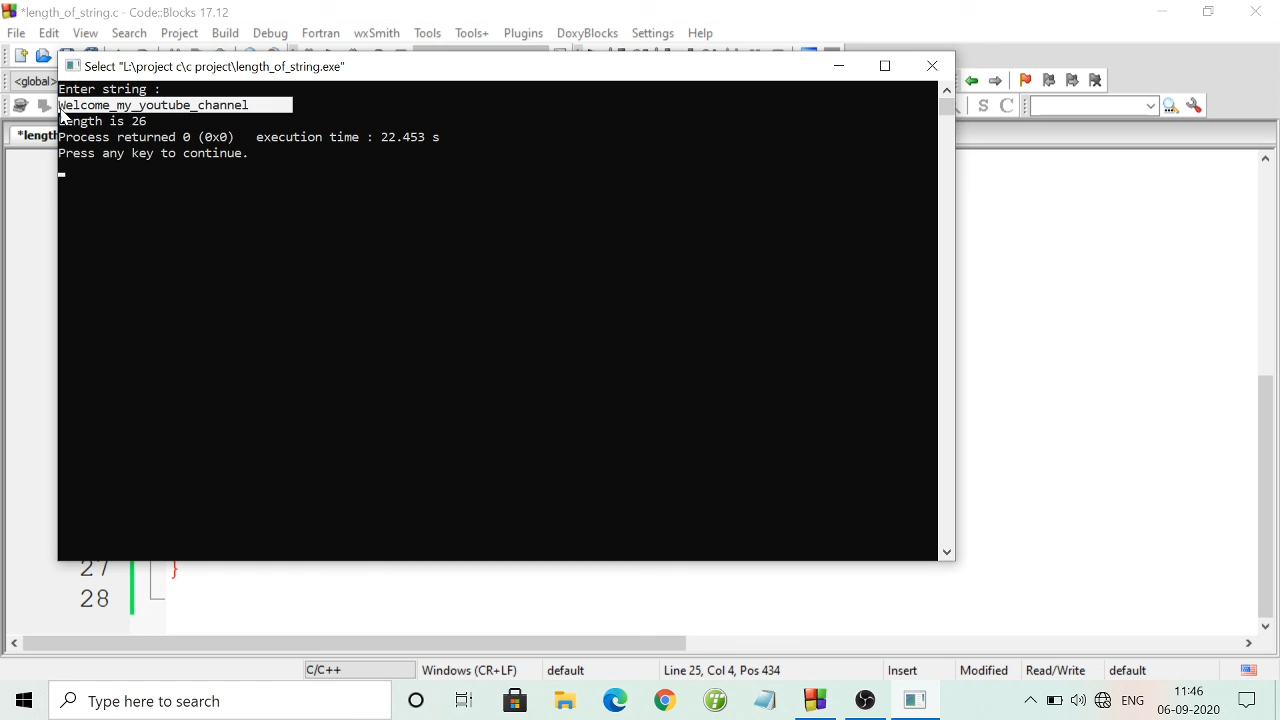 *length_of_string.c - Code::Blocks 17.12
File Edit View Search Project Build Debug Fortran wxSmith Tools Tools+ Plugins DoxyBlocks Settings Help
Select "L:\project c\c project\length_of_string.exe"
<global>
Enter string :
Welcome_my_youtube_channel
Length is 26
S C
*length
Process returned 0 (0x0) execution time : 22.453 s
Press any key to continue.
27 }
28
C/C++ Windows (CR+LF) default Line 25, Col 4, Pos 434 Insert Modified Read/Write default
Type here to search
ENG
11:46
06-09-2020